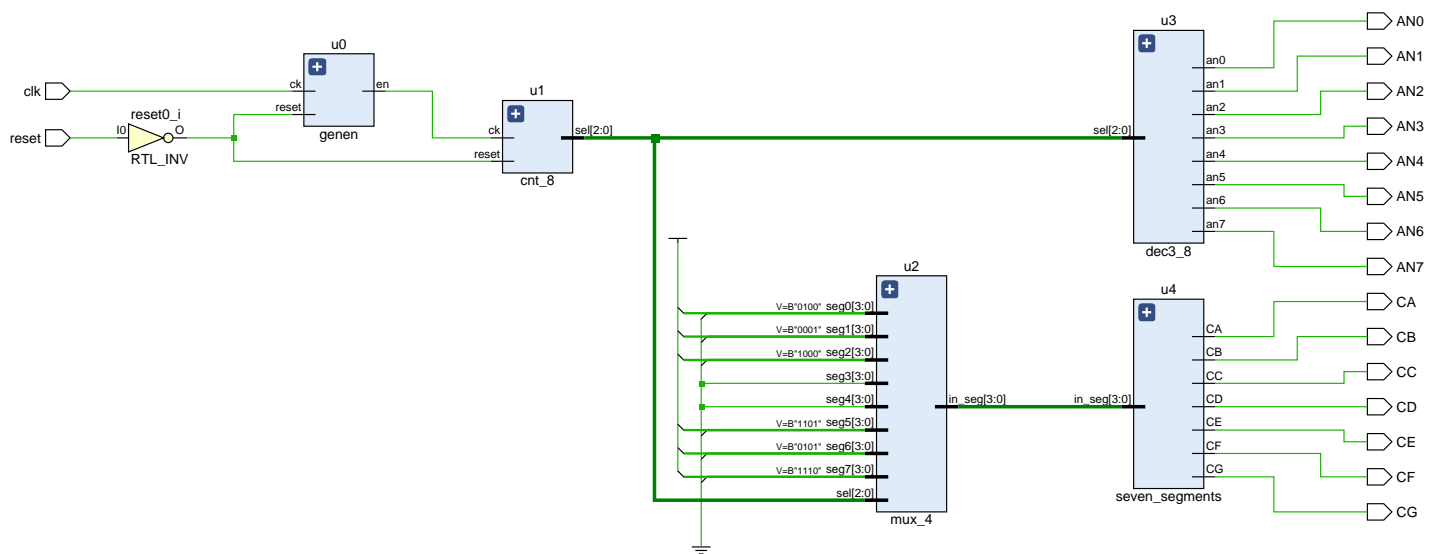 u3
AN0
u0
an0
AN1
clk
ck
en
u1
an1
an2
AN2
reset0_i
reset
genen
ck
sel[2:0]
sel[2:0]
an3
AN3
reset
I0
O
RTL_INV
reset
cnt_8
an4
AN4
an5
AN5
an6
an7
AN6
dec3_8
AN7
u2
u4
CA
V=B"0100" seg0[3:0]
V=B"0001" seg1[3:0]
V=B"1000" seg2[3:0]
seg3[3:0]
seg4[3:0]
V=B"1101" seg5[3:0]
V=B"0101" seg6[3:0]
V=B"1110" seg7[3:0]
sel[2:0]
mux_4
in_seg[3:0]
in_seg[3:0]
CA
CB
CC
CD
CE
CF
CG
seven_segments
CB
CC
CD
CE
CF
CG